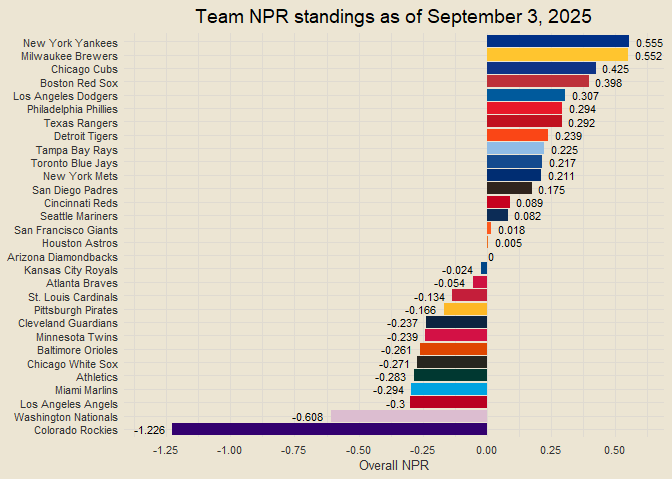 Team NPR standings as of September 3, 2025
New York Yankees 0.555
Milwaukee Brewers 0.552
Chicago Cubs 0.425
Boston Red Sox 0.398
Los Angeles Dodgers 0.307
Philadelphia Phillies 0.294
Texas Rangers 0.292
Detroit Tigers 0.239
Tampa Bay Rays 0.225
Toronto Blue Jays 0.217
New York Mets 0.211
San Diego Padres 0.175
Cincinnati Reds 0.089
Seattle Mariners 0.082
San Francisco Giants 0.018
Houston Astros 0.005
Arizona Diamondbacks 0
Kansas City Royals -0.024
Atlanta Braves -0.054
St. Louis Cardinals -0.134
Pittsburgh Pirates -0.166
Cleveland Guardians -0.237
Minnesota Twins -0.239
Baltimore Orioles -0.261
Chicago White Sox -0.271
Athletics -0.283
Miami Marlins -0.294
Los Angeles Angels -0.3
Washington Nationals -0.608
Colorado Rockies -1.226
-1.25 -1.00 -0.75 -0.50 -0.25 0.00 0.25 0.50
Overall NPR